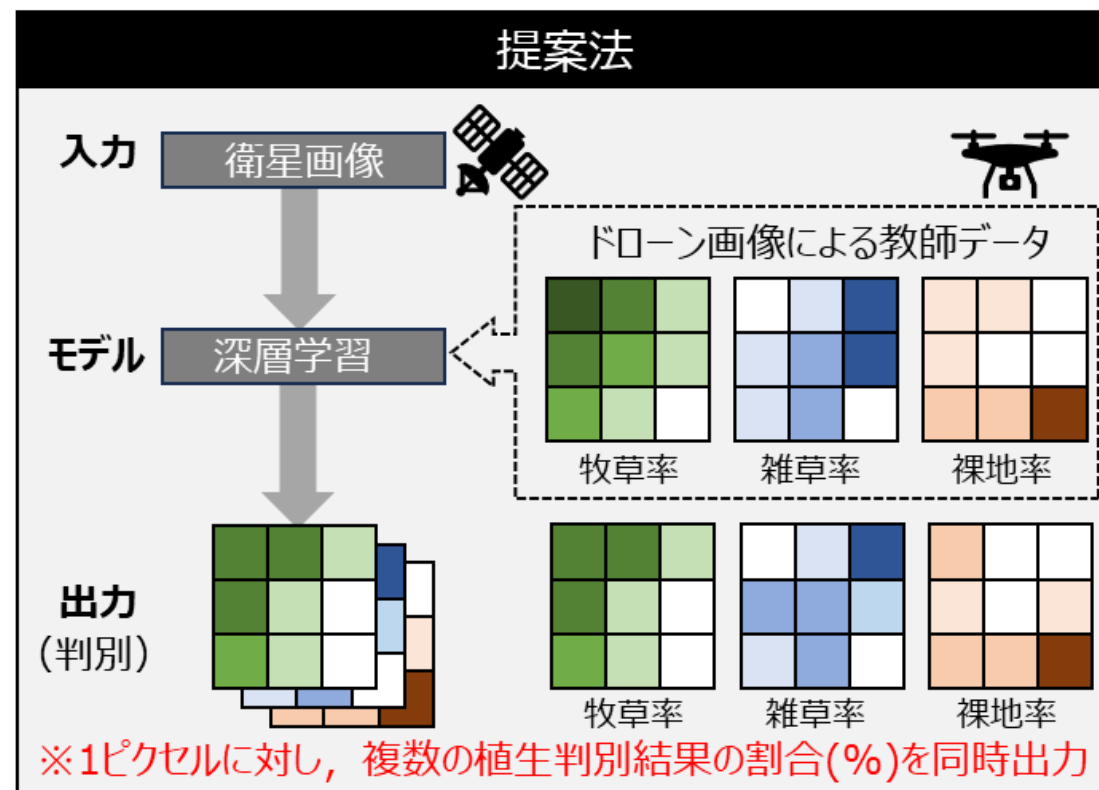 提案法
入力
衛星画像
ドローン画像による教師データ
モデル
深層学習
牧草率
雑草率
裸地率
出力
(判別)
牧草率
雑草率
裸地率
※1ピクセルに対し，複数の植生判別結果の割合(%)を同時出力